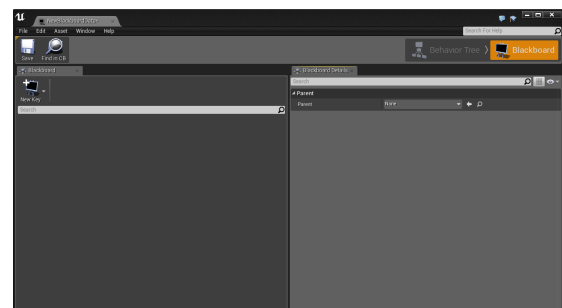 NewBlackboardData
File Edit Asset Window Help
Search For Help
Save Find in CB
Behavior Tree
Blackboard
Blackboard
New Key
Search
Blackboard Details
Search
Parent
Parent None